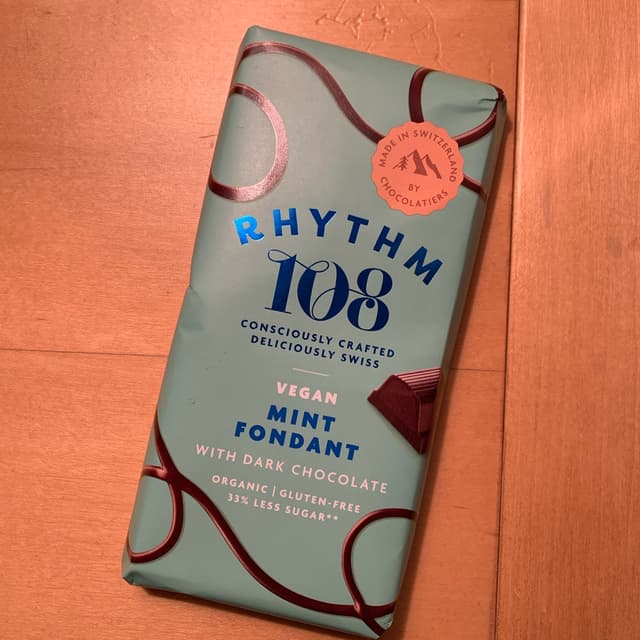 MADE IN SWITZERLAND
BY
CHOCOLATIERS
RHYTHM
108
CONSCIOUSLY CRAFTED
DELICIOUSLY SWISS
VEGAN
MINT
FONDANT
WITH DARK CHOCOLATE
ORGANIC | GLUTEN-FREE
33% LESS SUGAR**